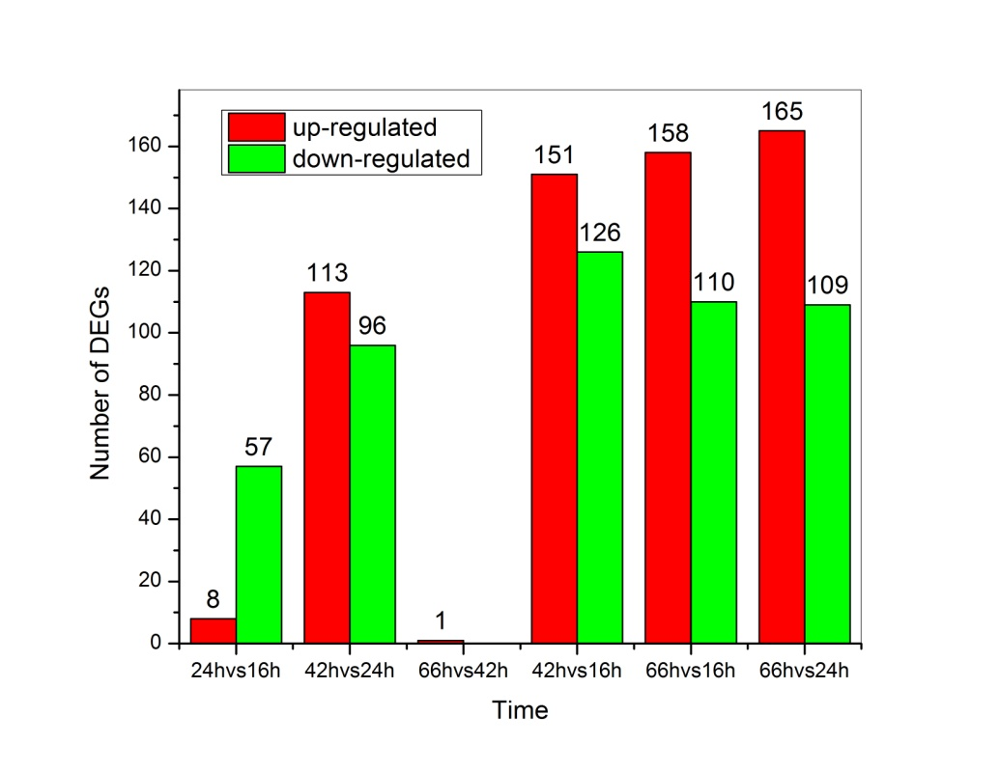 up-regulated
down-regulated
Number of DEGs
160
140
120
100
80
60
40
20
0
8
57
113
96
1
151
126
158
110
165
109
24hvs16h
42hvs24h
66hvs42h
42hvs16h
66hvs16h
66hvs24h
Time